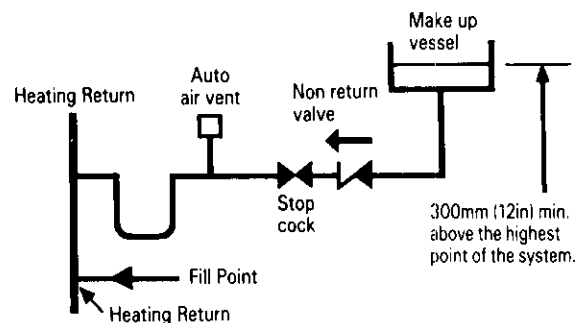 Make up
vessel
Auto
air vent
Heating Return
Non return
valve
Stop
cock
300mm (12in) min.
above the highest
point of the system.
Fill Point
Heating Return